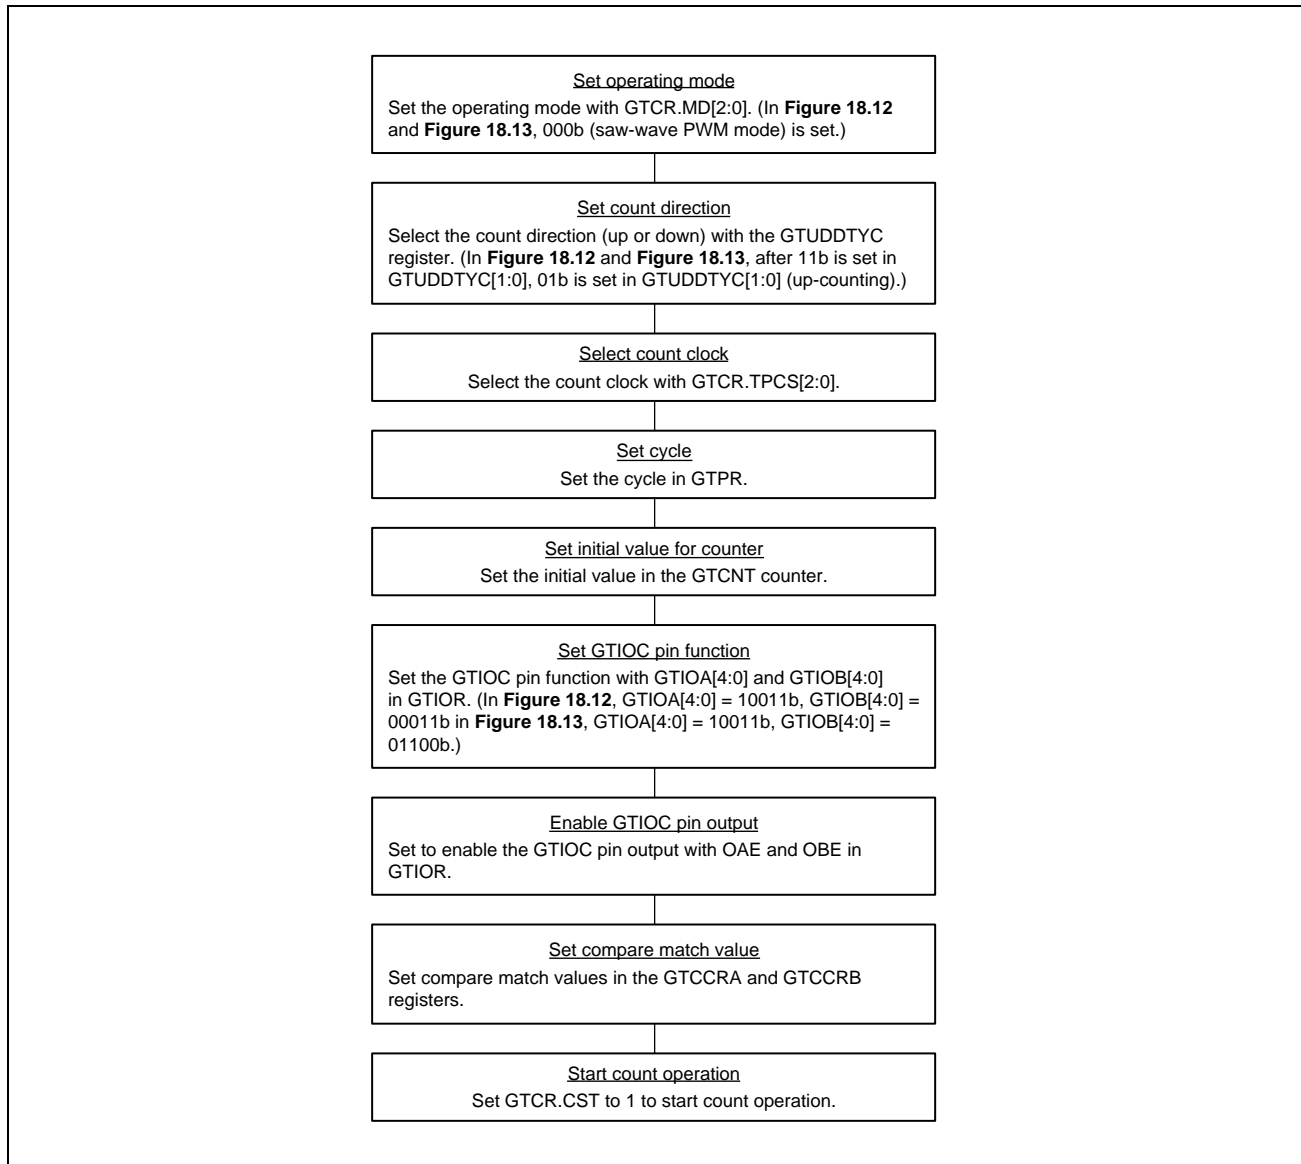 Set operating mode
Set the operating mode with GTCR.MD[2:0]. (In Figure 18.12
and Figure 18.13, 000b (saw-wave PWM mode) is set.)
Set count direction
Select the count direction (up or down) with the GTUDDTYC
register. (In Figure 18.12 and Figure 18.13, after 11b is set in
GTUDDTYC[1:0], 01b is set in GTUDDTYC[1:0] (up-counting).)
Select count clock
Select the count clock with GTCR.TPCS[2:0].
Set cycle
Set the cycle in GTPR.
Set initial value for counter
Set the initial value in the GTCNT counter.
Set GTIOC pin function
Set the GTIOC pin function with GTIOA[4:0] and GTIOB[4:0]
in GTIOR. (In Figure 18.12, GTIOA[4:0] = 10011b, GTIOB[4:0] =
00011b in Figure 18.13, GTIOA[4:0] = 10011b, GTIOB[4:0] =
01100b.)
Enable GTIOC pin output
Set to enable the GTIOC pin output with OAE and OBE in
GTIOR.
Set compare match value
Set compare match values in the GTCCRA and GTCCRB
registers.
Start count operation
Set GTCR.CST to 1 to start count operation.